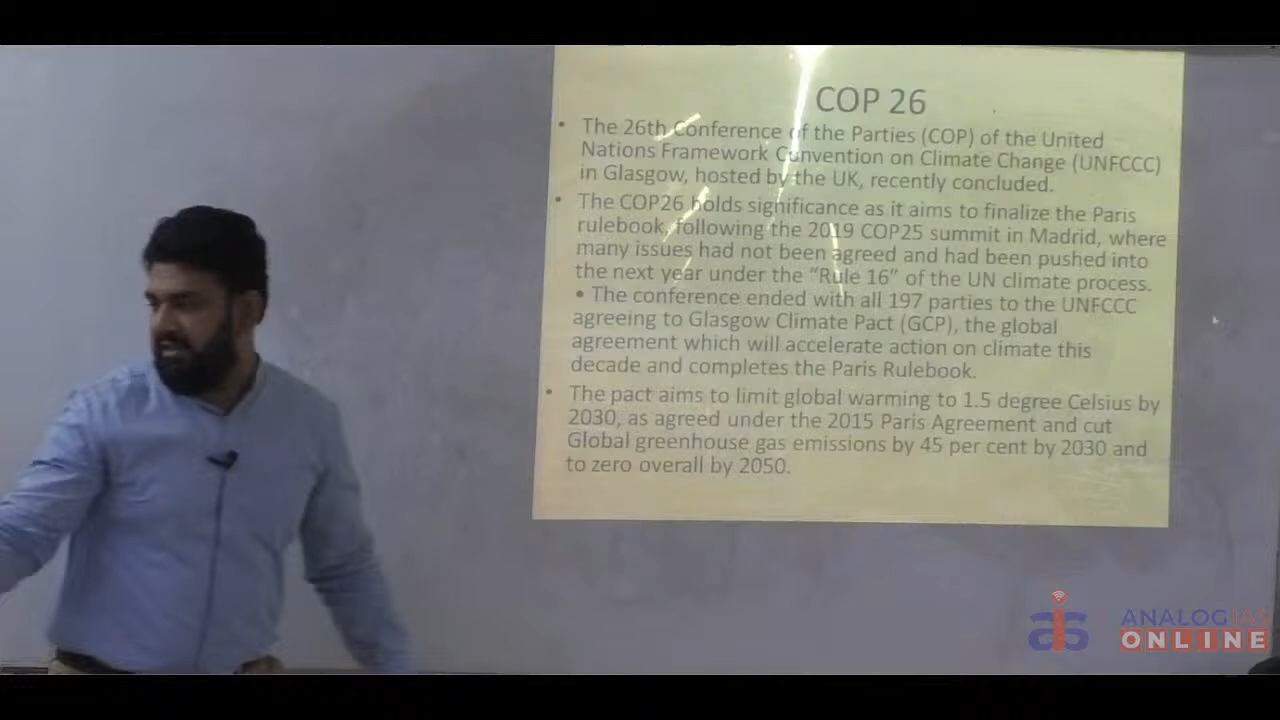 COP 26
• The 26th Conference of the Parties (COP) of the United
Nations Framework Convention on Climate Change (UNFCCC)
in Glasgow, hosted by the UK, recently concluded.
• The COP26 holds significance as it aims to finalize the Paris
rulebook, following the 2019 COP25 summit in Madrid, where
many issues had not been agreed and had been pushed into
the next year under the “Rule 16” of the UN climate process.
• The conference ended with all 197 parties to the UNFCCC
agreeing to Glasgow Climate Pact (GCP), the global
agreement which will accelerate action on climate this
decade and completes the Paris Rulebook.
• The pact aims to limit global warming to 1.5 degree Celsius by
2030, as agreed under the 2015 Paris Agreement and cut
Global greenhouse gas emissions by 45 per cent by 2030 and
to zero overall by 2050.
ais
ANALOG IAS
ONLINE